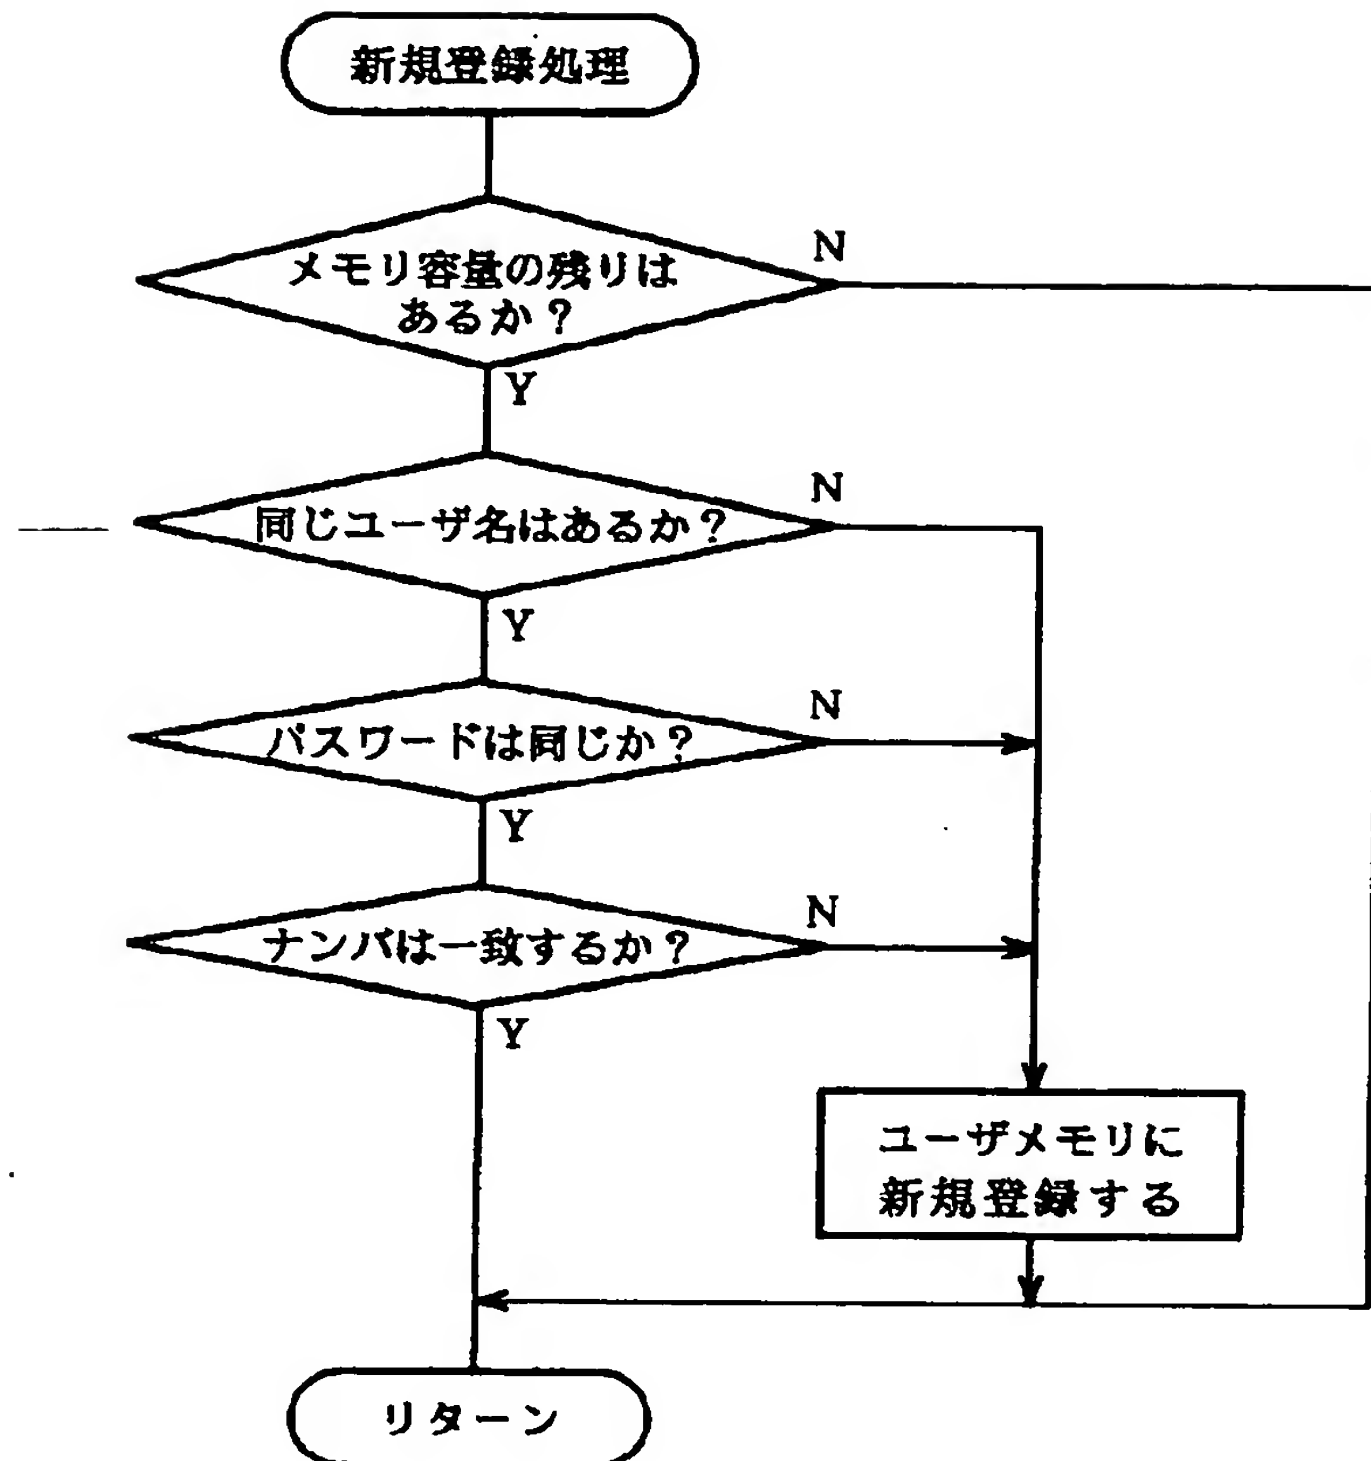 新規登録処理
メモリ容量の残りは
あるか？
N
Y
同じユーザ名はあるか？
N
Y
パスワードは同じか？
N
Y
ナンバは一致するか？
N
Y
ユーザメモリに
新規登録する
リターン